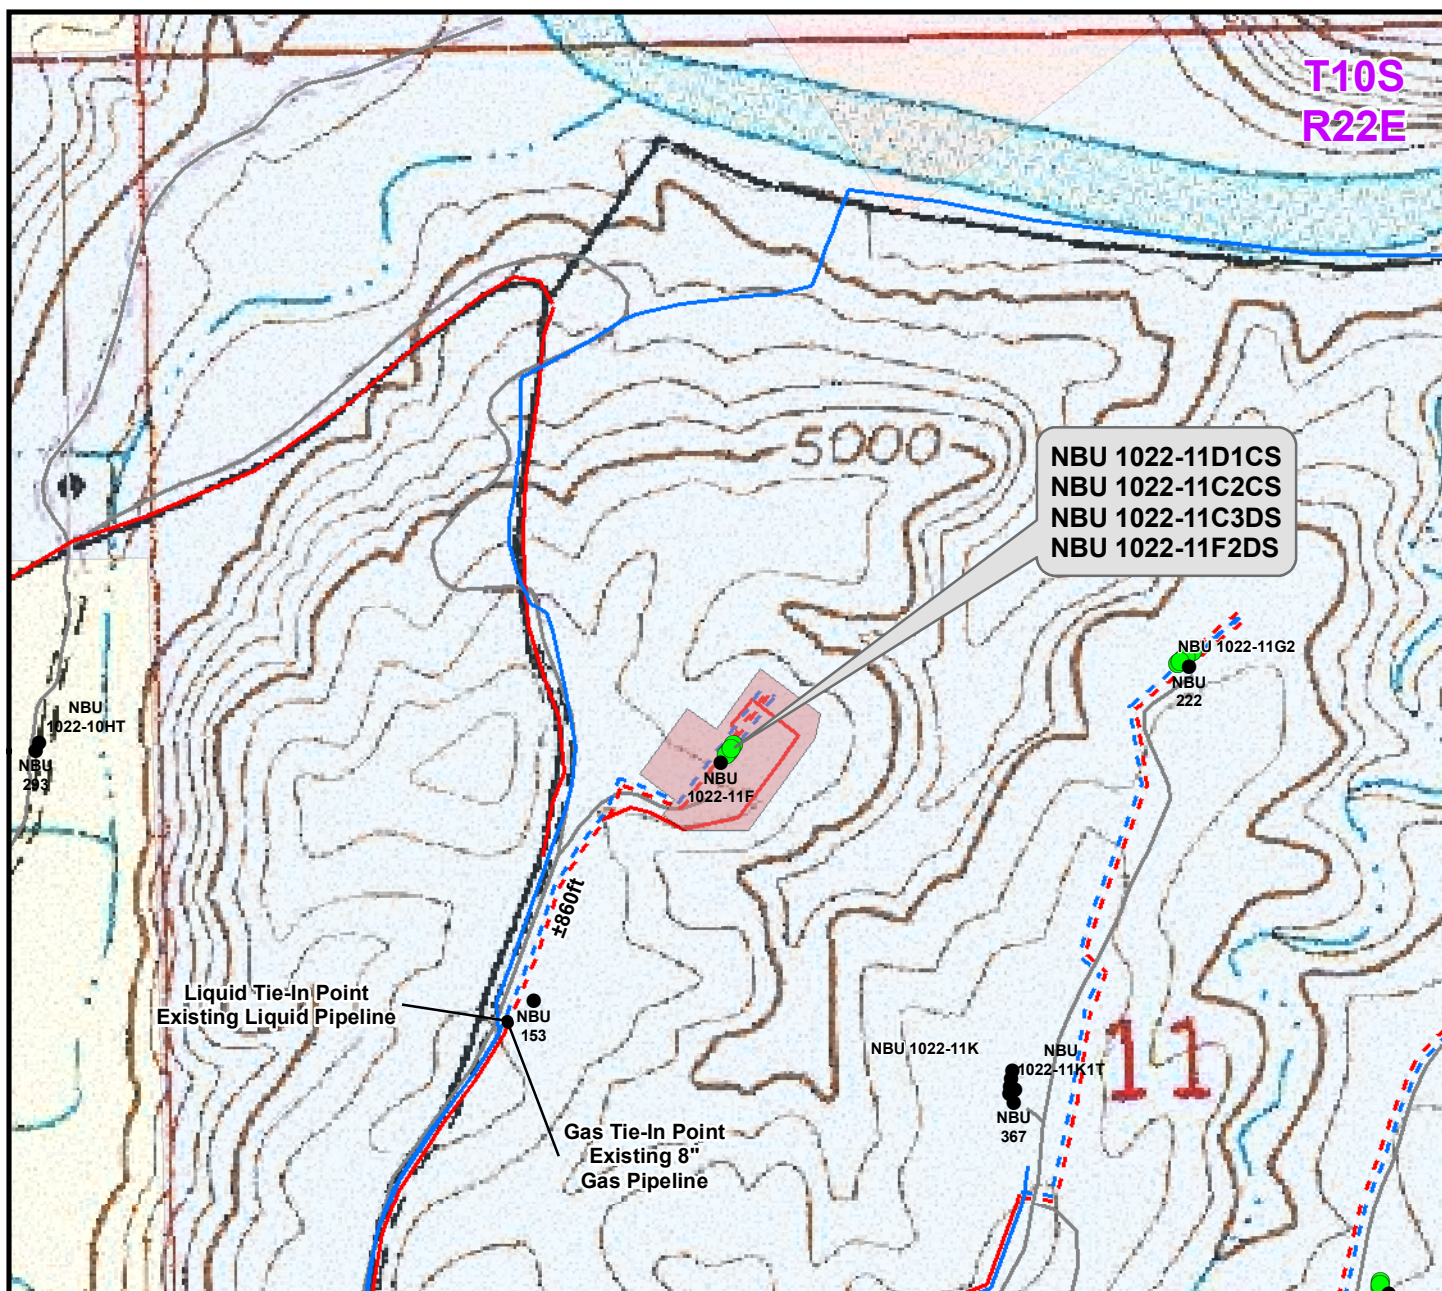 T10S
R22E
5000
NBU 1022-11D1CS
NBU 1022-11C2CS
NBU 1022-11C3DS
NBU 1022-11F2DS
NBU 1022-11G2
NBU
222
NBU
1022-10HT
NBU
293
NBU
1022-11F
±860ft
Liquid Tie-In Point
Existing Liquid Pipeline
NBU
153
NBU 1022-11K
NBU
1022-11K1T
11
NBU
367
Gas Tie-In Point
Existing 8"
Gas Pipeline